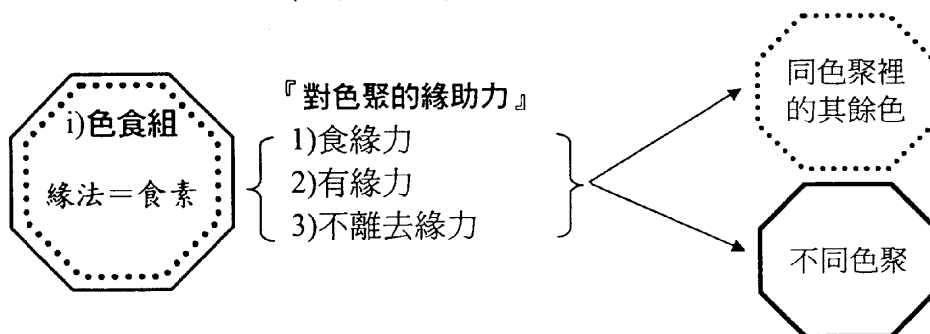 i)色食組
緣法＝食素
『對色聚的緣助力』
1)食緣力
2)有緣力
3)不離去緣力
同色聚裡
的其餘色
不同色聚